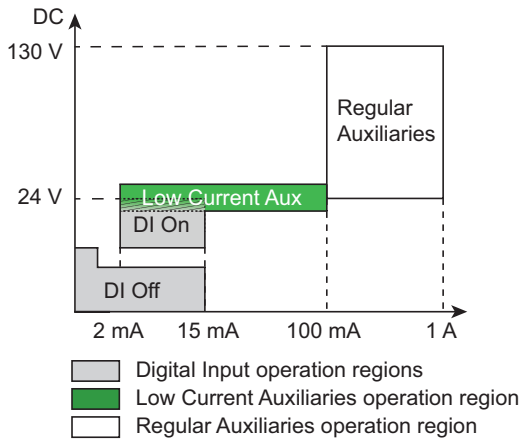 DC
130 V
Regular
Auxiliaries
24 V
Low Current Aux
DI On
DI Off
2 mA
15 mA
100 mA
1 A
Digital Input operation regions
Low Current Auxiliaries operation region
Regular Auxiliaries operation region